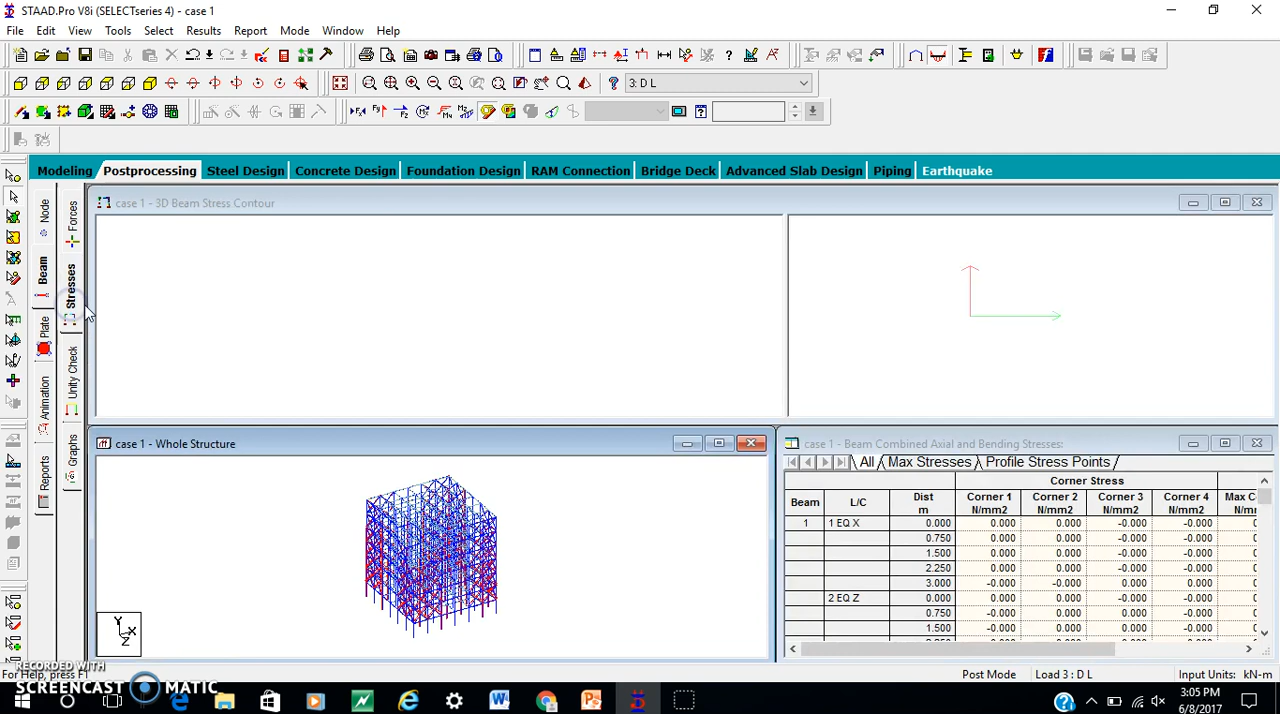 STAAD.Pro V8i (SELECTseries 4) - case 1
File Edit View Tools Select Results Report Mode Window Help
3: D L
Modeling Postprocessing Steel Design Concrete Design Foundation Design RAM Connection Bridge Deck Advanced Slab Design Piping Earthquake
Node
Beam
Plate
Animation
Reports
Forces
Stresses
Unity Check
Graphs
case 1 - 3D Beam Stress Contour
case 1 - Whole Structure
Y
X
Z
case 1 - Beam Combined Axial and Bending Stresses:
All Max Stresses Profile Stress Points
Corner Stress
Beam L/C Dist Corner 1 Corner 2 Corner 3 Corner 4 Max C
m N/mm2 N/mm2 N/mm2 N/mm2 N/m
1 1 EQ X 0.000 0.000 0.000 -0.000 -0.000
0.750 0.000 0.000 -0.000 -0.000
1.500 0.000 0.000 -0.000 -0.000
2.250 0.000 0.000 -0.000 -0.000
3.000 -0.000 -0.000 0.000 0.000
2 EQ Z 0.000 0.000 0.000 -0.000 -0.000
0.750 -0.000 0.000 0.000 -0.000
1.500 -0.000 0.000 0.000 -0.000
For Help, press F1
Post Mode Load 3 : D L Input Units: kN-m
RECORDED WITH
SCREENCAST MATIC
3:05 PM
6/8/2017